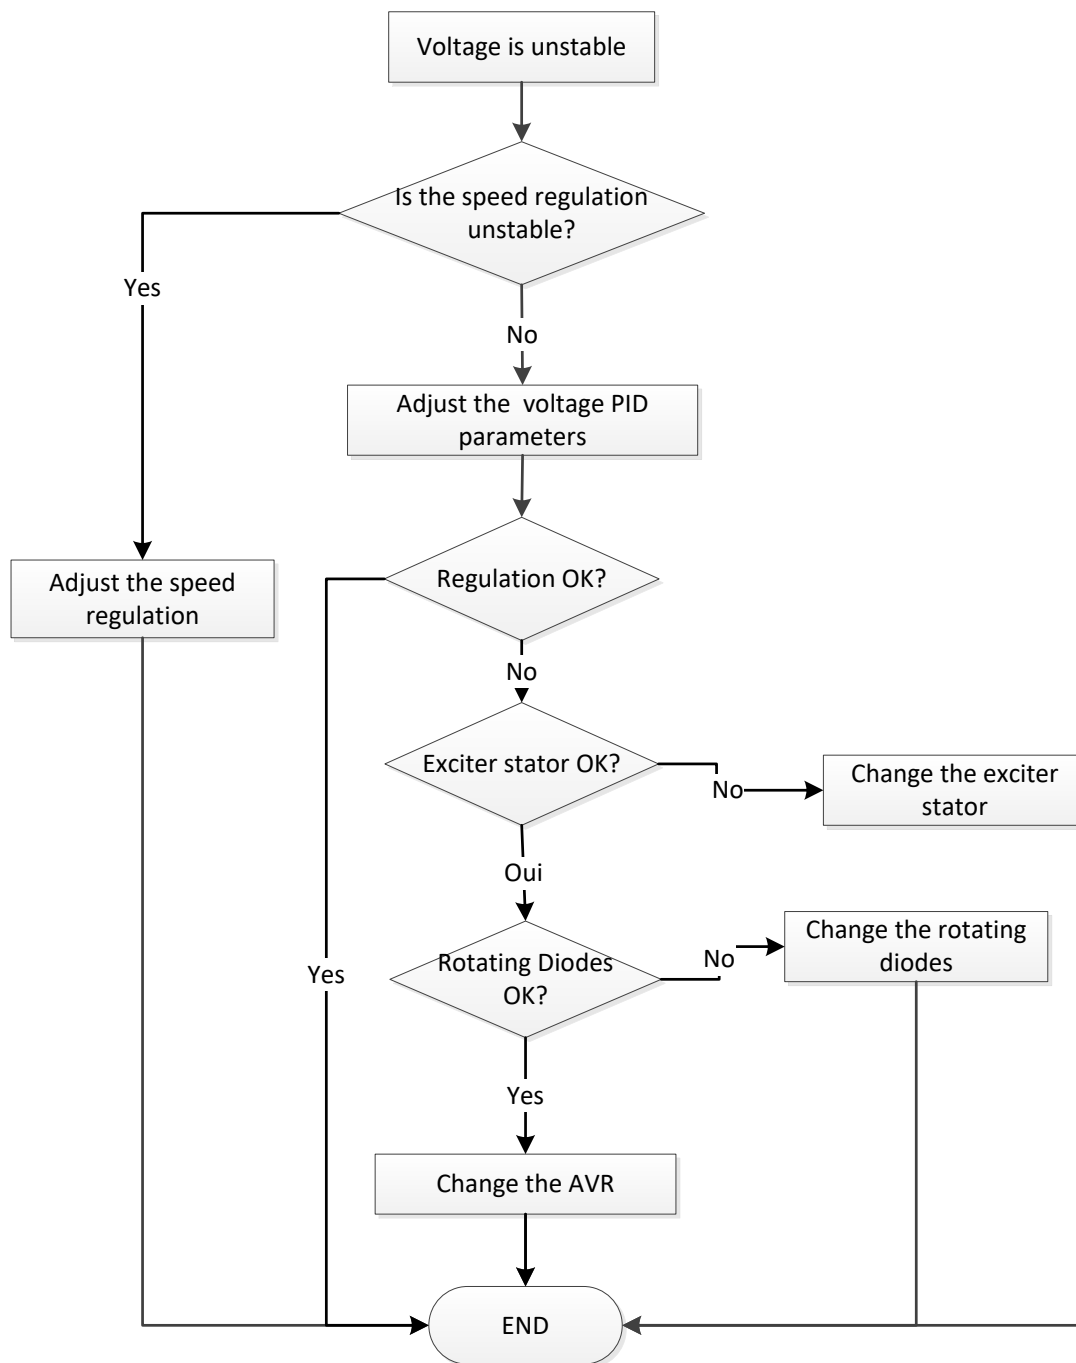 Voltage is unstable
Is the speed regulation
unstable?
Yes
No
Adjust the  voltage PID
parameters
Regulation OK?
Adjust the speed
regulation
No
Exciter stator OK?
No
Change the exciter
stator
Oui
Rotating Diodes
OK?
No
Change the rotating
diodes
Yes
Yes
Change the AVR
END